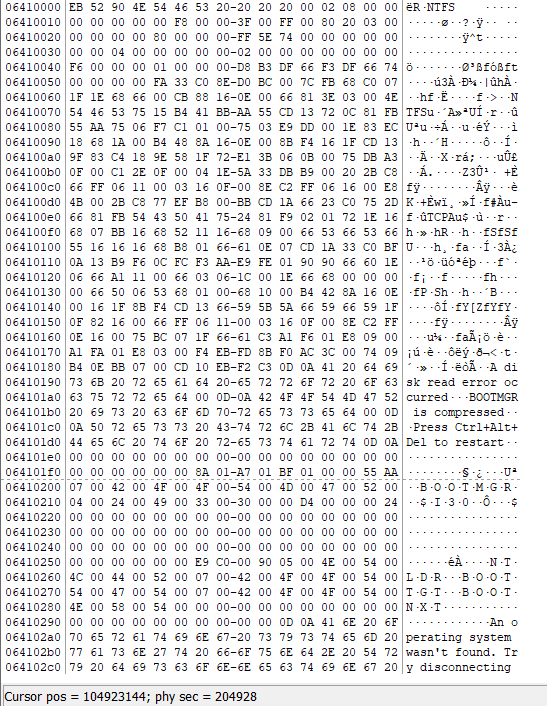 06410000 EB 52 90 4E 54 46 53 20-20 20 20 00 02 08 00 00 ëR·NTFS    ·····
06410010 00 00 00 00 00 F8 00 00-3F 00 FF 00 80 20 03 00 ·····ø··?·ÿ·· ··
06410020 00 00 00 00 80 00 00 00-FF 5E 74 00 00 00 00 00 ········ÿ^t·····
06410030 00 00 04 00 00 00 00 00-02 00 00 00 00 00 00 00 ················
06410040 F6 00 00 00 01 00 00 00-D8 B3 DF 66 F3 DF 66 74 ö·······Ø³ßfóßft
06410050 00 00 00 00 FA 33 C0 8E-D0 BC 00 7C FB 68 C0 07 ····ú3À·Ð¼·|ûhÀ·
06410060 1F 1E 68 66 00 CB 88 16-0E 00 66 81 3E 03 00 4E ··hf·Ë····f·>··N
06410070 54 46 53 75 15 B4 41 BB-AA 55 CD 13 72 0C 81 FB TFSu·´A»ªUÍ·r··û
06410080 55 AA 75 06 F7 C1 01 00-75 03 E9 DD 00 1E 83 EC Uªu·÷Á··u·éÝ···ì
06410090 18 68 1A 00 B4 48 8A 16-0E 00 8B F4 16 1F CD 13 ·h··´H·····ô··Í·
064100a0 9F 83 C4 18 9E 58 1F 72-E1 3B 06 0B 00 75 DB A3 ··Ä··X·rá;···uÛ£
064100b0 0F 00 C1 2E 0F 00 04 1E-5A 33 DB B9 00 20 2B C8 ··Á.····Z3Û¹· +È
064100c0 66 FF 06 11 00 03 16 0F-00 8E C2 FF 06 16 00 E8 fÿ········Âÿ···è
064100d0 4B 00 2B C8 77 EF B8 00-BB CD 1A 66 23 C0 75 2D K·+Èwï¸·»Í·f#Àu-
064100e0 66 81 FB 54 43 50 41 75-24 81 F9 02 01 72 1E 16 f·ûTCPAu$·ù··r··
064100f0 68 07 BB 16 68 52 11 16-68 09 00 66 53 66 53 66 h·»·hR··h··fSfSf
06410100 55 16 16 16 68 B8 01 66-61 0E 07 CD 1A 33 C0 BF U···h¸·fa··Í·3À¿
06410110 0A 13 B9 F6 0C FC F3 AA-E9 FE 01 90 90 66 60 1E ··¹ö·üóªéþ···f`·
06410120 06 66 A1 11 00 66 03 06-1C 00 1E 66 68 00 00 00 ·f¡··f·····fh···
06410130 00 66 50 06 53 68 01 00-68 10 00 B4 42 8A 16 0E ·fP·Sh··h··´B···
06410140 00 16 1F 8B F4 CD 13 66-59 5B 5A 66 59 66 59 1F ····ôÍ·fY[ZfYfY·
06410150 0F 82 16 00 66 FF 06 11-00 03 16 0F 00 8E C2 FF ····fÿ········Âÿ
06410160 0E 16 00 75 BC 07 1F 66-61 C3 A1 F6 01 E8 09 00 ···u¼··faÃ¡ö·è··
06410170 A1 FA 01 E8 03 00 F4 EB-FD 8B F0 AC 3C 00 74 09 ¡ú·è··ôëý·ð¬<·t·
06410180 B4 0E BB 07 00 CD 10 EB-F2 C3 0D 0A 41 20 64 69 ´·»··Í·ëòÃ··A di
06410190 73 6B 20 72 65 61 64 20-65 72 72 6F 72 20 6F 63 sk read error oc
064101a0 63 75 72 72 65 64 00 0D-0A 42 4F 4F 54 4D 47 52 curred···BOOTMGR
064101b0 20 69 73 20 63 6F 6D 70-72 65 73 73 65 64 00 0D  is compressed··
064101c0 0A 50 72 65 73 73 20 43-74 72 6C 2B 41 6C 74 2B ·Press Ctrl+Alt+
064101d0 44 65 6C 20 74 6F 20 72-65 73 74 61 72 74 0D 0A Del to restart··
064101e0 00 00 00 00 00 00 00 00-00 00 00 00 00 00 00 00 ················
064101f0 00 00 00 00 00 00 8A 01-A7 01 BF 01 00 00 55 AA ········§·¿···Uª
06410200 07 00 42 00 4F 00 4F 00-54 00 4D 00 47 00 52 00 ··B·O·O·T·M·G·R·
06410210 04 00 24 00 49 00 33 00-30 00 00 D4 00 00 00 24 ··$·I·3·0··Ô···$
06410220 00 00 00 00 00 00 00 00-00 00 00 00 00 00 00 00 ················
06410230 00 00 00 00 00 00 00 00-00 00 00 00 00 00 00 00 ················
06410240 00 00 00 00 00 00 00 00-00 00 00 00 00 00 00 00 ················
06410250 00 00 00 00 00 00 E9 C0-00 90 05 00 4E 00 54 00 ······éÀ····N·T·
06410260 4C 00 44 00 52 00 07 00-42 00 4F 00 4F 00 54 00 L·D·R···B·O·O·T·
06410270 54 00 47 00 54 00 07 00-42 00 4F 00 4F 00 54 00 T·G·T···B·O·O·T·
06410280 4E 00 58 00 54 00 00 00-00 00 00 00 00 00 00 00 N·X·T···········
06410290 00 00 00 00 00 00 00 00-00 00 0D 0A 41 6E 20 6F ············An o
064102a0 70 65 72 61 74 69 6E 67-20 73 79 73 74 65 6D 20 perating system 
064102b0 77 61 73 6E 27 74 20 66-6F 75 6E 64 2E 20 54 72 wasn't found. Tr
064102c0 79 20 64 69 73 63 6F 6E-6E 65 63 74 69 6E 67 20 y disconnecting 
Cursor pos = 104923144; phy sec = 204928